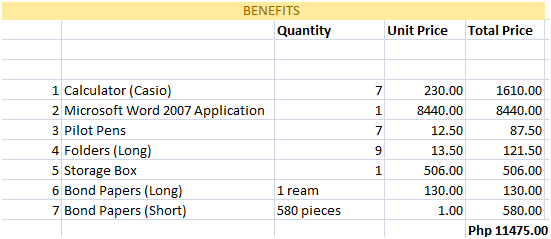 BENEFITS
Quantity Unit Price Total Price
1 Calculator (Casio) 7 230.00 1610.00
2 Microsoft Word 2007 Application 1 8440.00 8440.00
3 Pilot Pens 7 12.50 87.50
4 Folders (Long) 9 13.50 121.50
5 Storage Box 1 506.00 506.00
6 Bond Papers (Long) 1 ream 130.00 130.00
7 Bond Papers (Short) 580 pieces 1.00 580.00
Php 11475.00